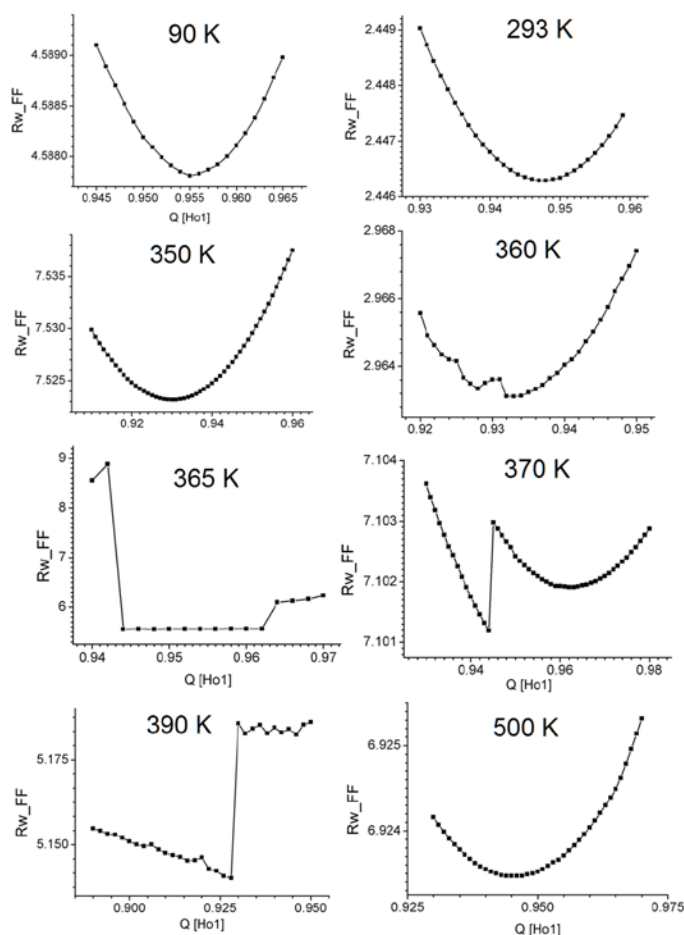 90 K
4.5890
4.5885
4.5880
Rw_FF
0.945 0.950 0.955 0.960 0.965
Q [Ho1]
293 K
2.449
2.448
2.447
2.446
Rw_FF
0.93 0.94 0.95 0.96
350 K
7.535
7.530
7.525
Rw_FF
0.92 0.94 0.96
360 K
2.968
2.966
2.964
Rw_FF
0.92 0.93 0.94 0.95
365 K
9
8
7
6
Rw_FF
0.94 0.95 0.96 0.97
Q [Ho1]
370 K
7.104
7.103
7.102
7.101
Rw_FF
0.94 0.96 0.98
Q [Ho1]
390 K
5.175
5.150
Rw_FF
0.900 0.925 0.950
Q [Ho1]
500 K
6.925
6.924
Rw_FF
0.925 0.950 0.975
Q [Ho1]